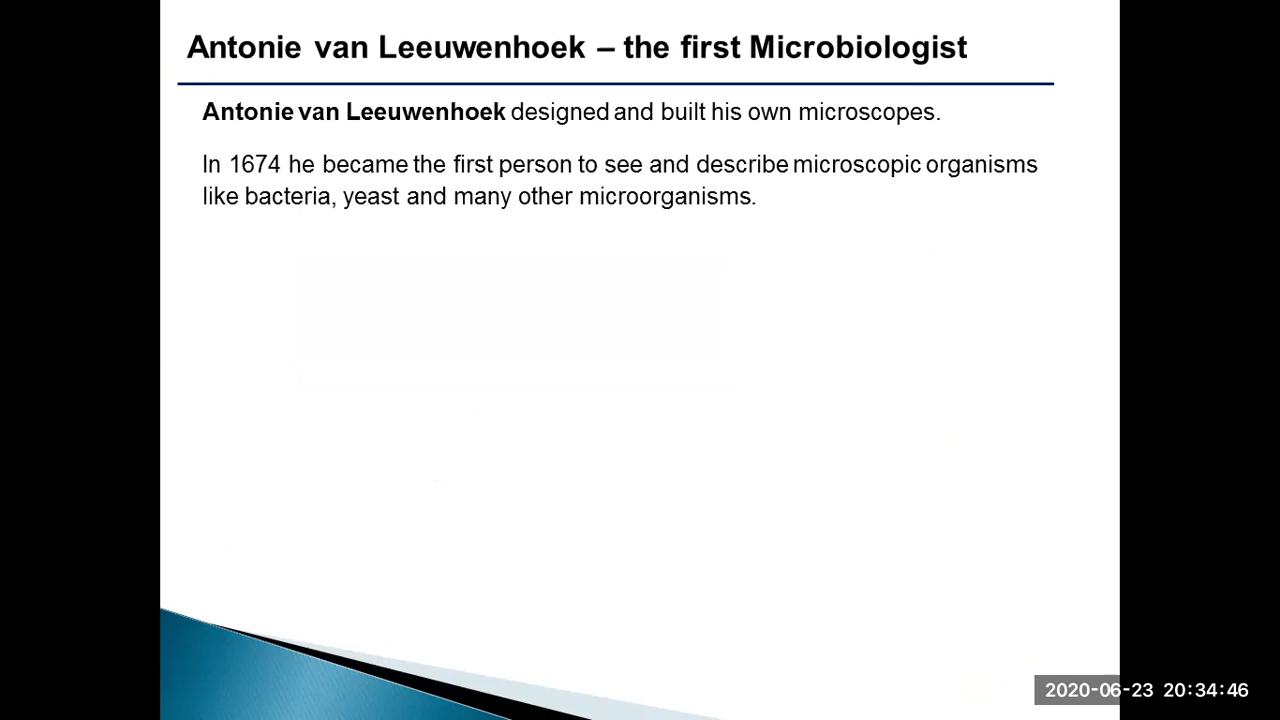 Antonie van Leeuwenhoek – the first Microbiologist
Antonie van Leeuwenhoek designed and built his own microscopes.
In 1674 he became the first person to see and describe microscopic organisms
like bacteria, yeast and many other microorganisms.
2020-06-23 20:34:46